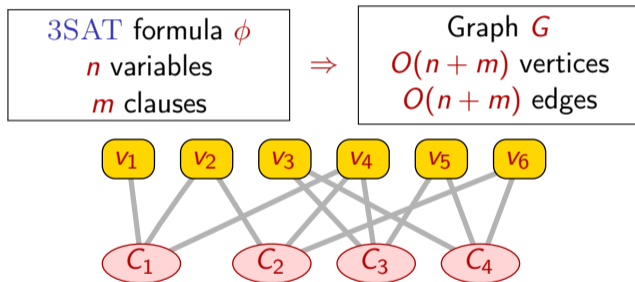 3SAT formula ϕ
n variables
m clauses
⇒
Graph G
O(n + m) vertices
O(n + m) edges
v₁ v₂ v₃ v₄ v₅ v₆
C₁ C₂ C₃ C₄